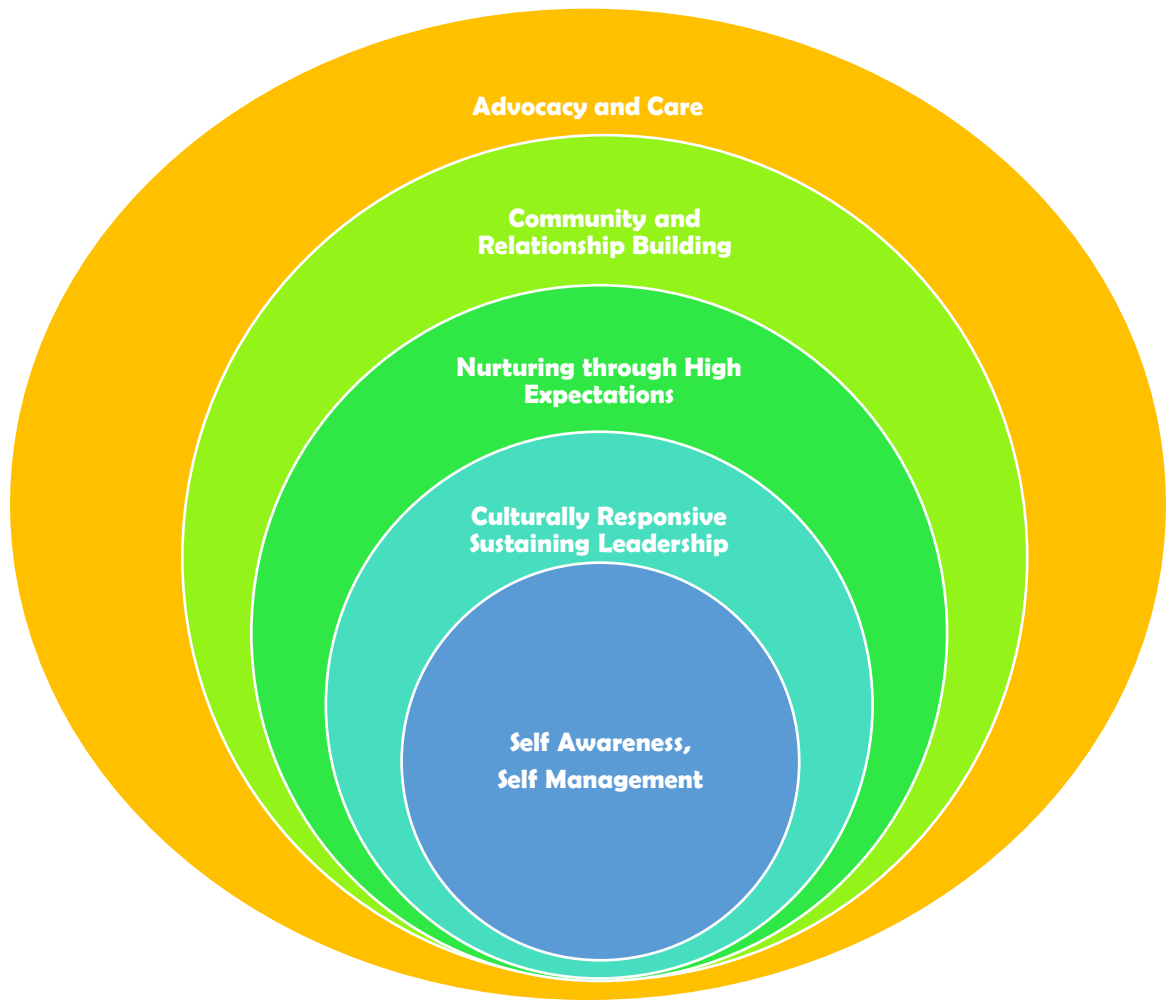 Advocacy and Care
Community and
Relationship Building
Nurturing through High
Expectations
Culturally Responsive
Sustaining Leadership
Self Awareness,
Self Management